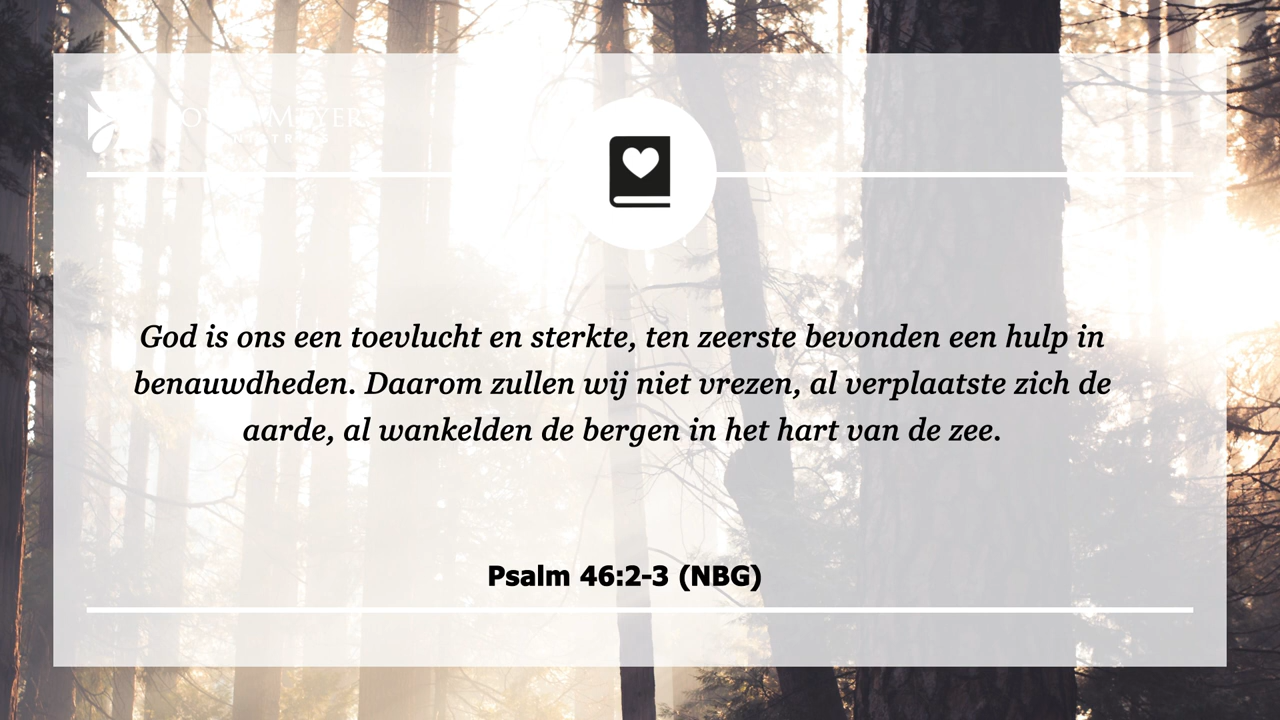 God is ons een toevlucht en sterkte, ten zeerste bevonden een hulp in
benauwdheden. Daarom zullen wij niet vrezen, al verplaatste zich de
aarde, al wankelden de bergen in het hart van de zee.
Psalm 46:2-3 (NBG)